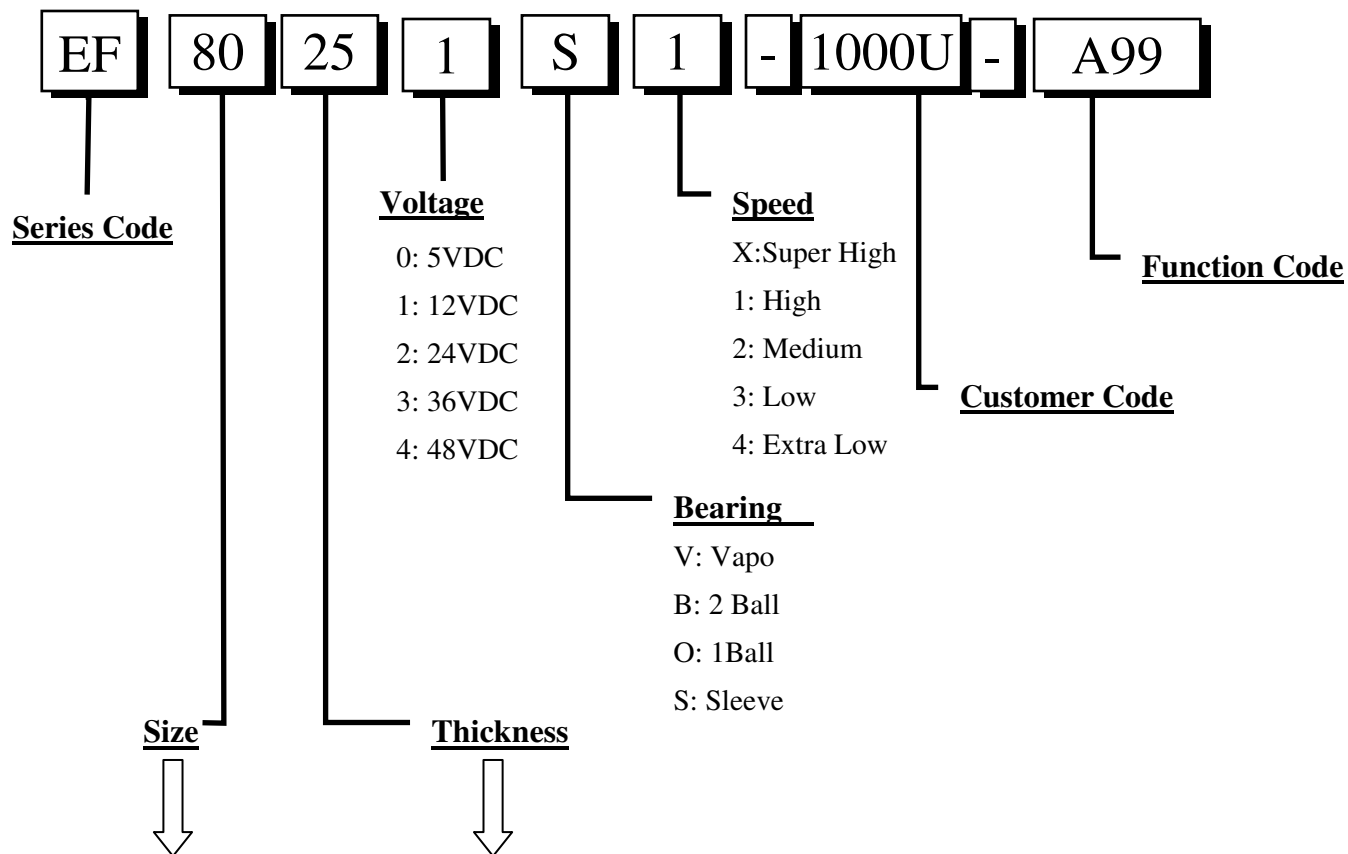 EF 80 25 1 S 1 - 1000U - A99
Series Code
Voltage
0: 5VDC
1: 12VDC
2: 24VDC
3: 36VDC
4: 48VDC
Speed
X:Super High
1: High
2: Medium
3: Low
4: Extra Low
Function Code
Customer Code
Bearing
V: Vapo
B: 2 Ball
O: 1Ball
S: Sleeve
Size
Thickness